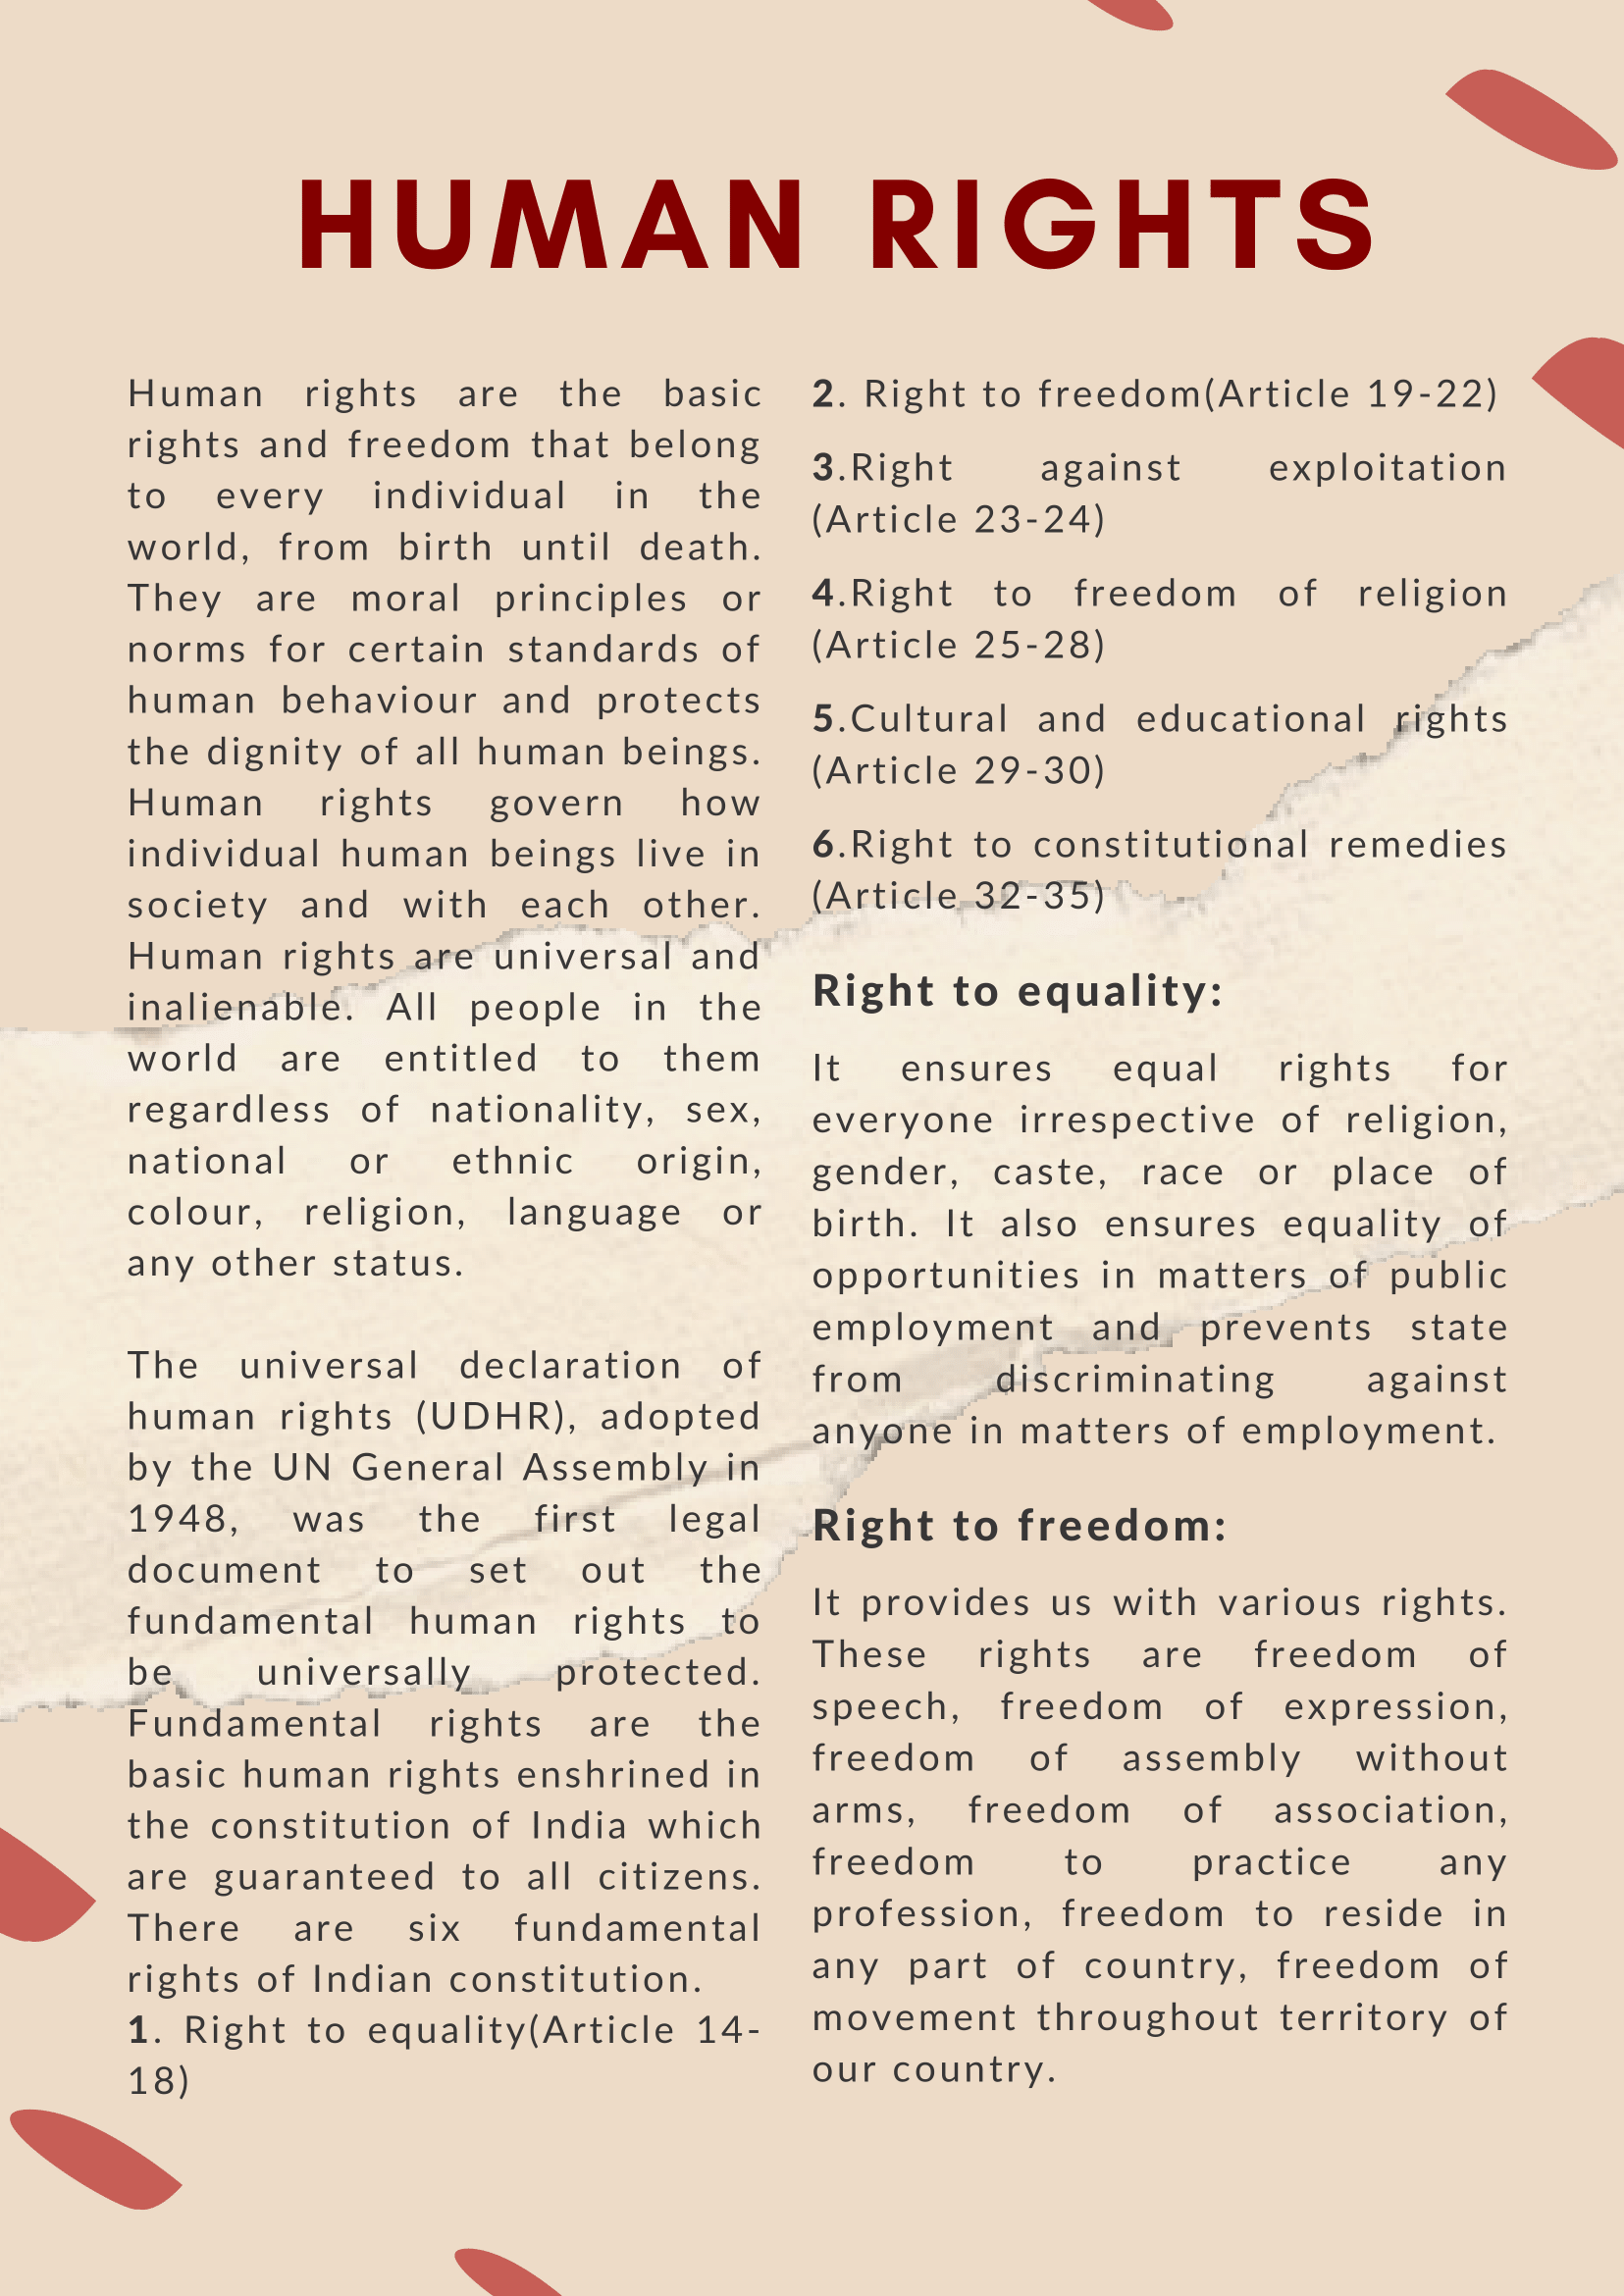 HUMAN RIGHTS
Human rights are the basic
rights and freedom that belong
to every individual in the
world, from birth until death.
They are moral principles or
norms for certain standards of
human behaviour and protects
the dignity of all human beings.
Human rights govern how
individual human beings live in
society and with each other.
Human rights are universal and
inalienable. All people in the
world are entitled to them
regardless of nationality, sex,
national or ethnic origin,
colour, religion, language or
any other status.
The universal declaration of
human rights (UDHR), adopted
by the UN General Assembly in
1948, was the first legal
document to set out the
fundamental human rights to
be universally protected.
Fundamental rights are the
basic human rights enshrined in
the constitution of India which
are guaranteed to all citizens.
There are six fundamental
rights of Indian constitution.
1. Right to equality(Article 14-
18)
2. Right to freedom(Article 19-22)
3.Right against exploitation
(Article 23-24)
4.Right to freedom of religion
(Article 25-28)
5.Cultural and educational rights
(Article 29-30)
6.Right to constitutional remedies
(Article 32-35)
Right to equality:
It ensures equal rights for
everyone irrespective of religion,
gender, caste, race or place of
birth. It also ensures equality of
opportunities in matters of public
employment and prevents state
from discriminating against
anyone in matters of employment.
Right to freedom:
It provides us with various rights.
These rights are freedom of
speech, freedom of expression,
freedom of assembly without
arms, freedom of association,
freedom to practice any
profession, freedom to reside in
any part of country, freedom of
movement throughout territory of
our country.